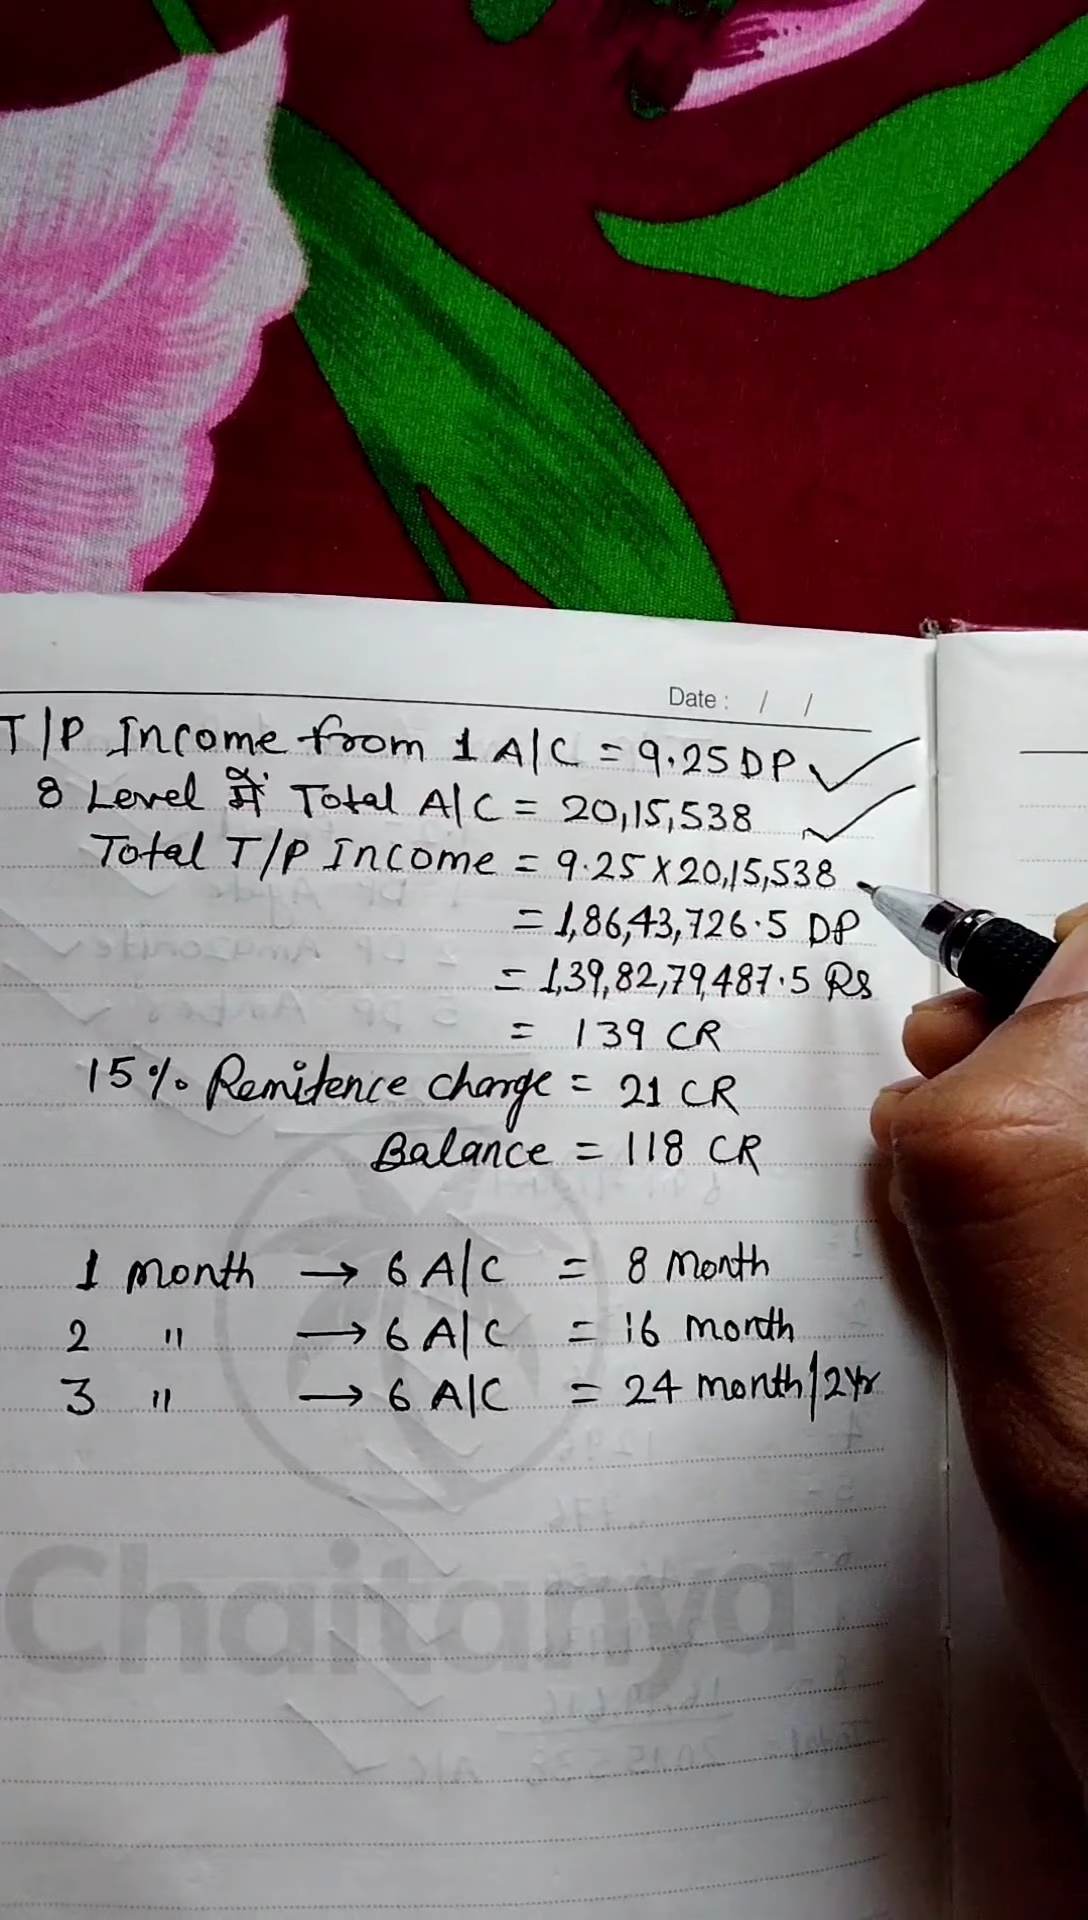 Date : / /
T/P Income from 1 A/C = 9.25 DP
8 Level में Total A/C = 20,15,538
Total T/P Income = 9.25 X 20,15,538
= 1,86,43,726.5 DP
= 1,39,82,79,487.5 Rs
= 139 CR
15% Remitence charge = 21 CR
Balance = 118 CR
1 month → 6 A/C = 8 month
2 " → 6 A/C = 16 month
3 " → 6 A/C = 24 month/2yr
Chaitanya